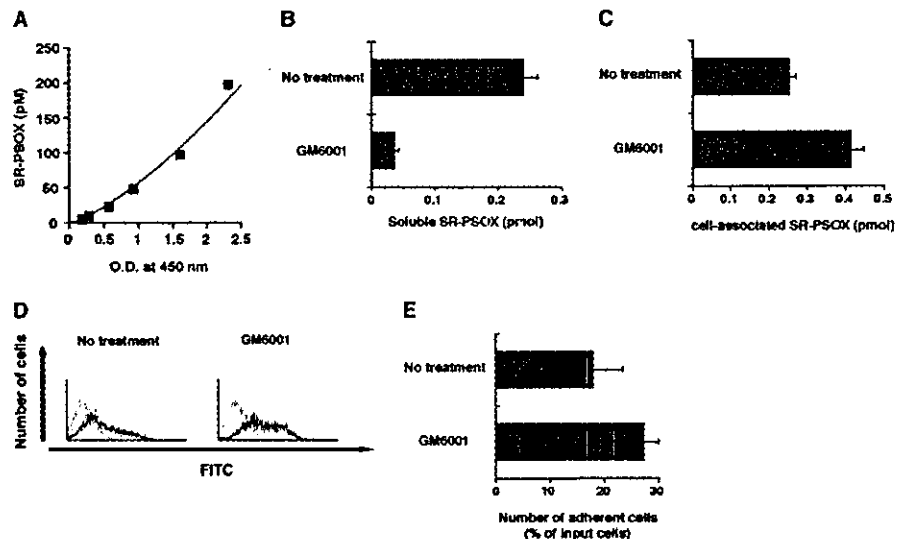 A
SR-PSOX (pM)
250
200
150
100
50
0
0
0.5
1
1.5
2
2.5
O.D. at 450 nm
B
No treatment
GM6001
0
0.1
0.2
0.3
Soluble SR-PSOX (pmol)
C
No treatment
GM6001
0
0.1
0.2
0.3
0.4
0.5
cell-associated SR-PSOX (pmol)
D
Number of cells
No treatment
GM6001
FITC
E
No treatment
GM6001
0
10
20
30
Number of adherent cells
(% of input cells)